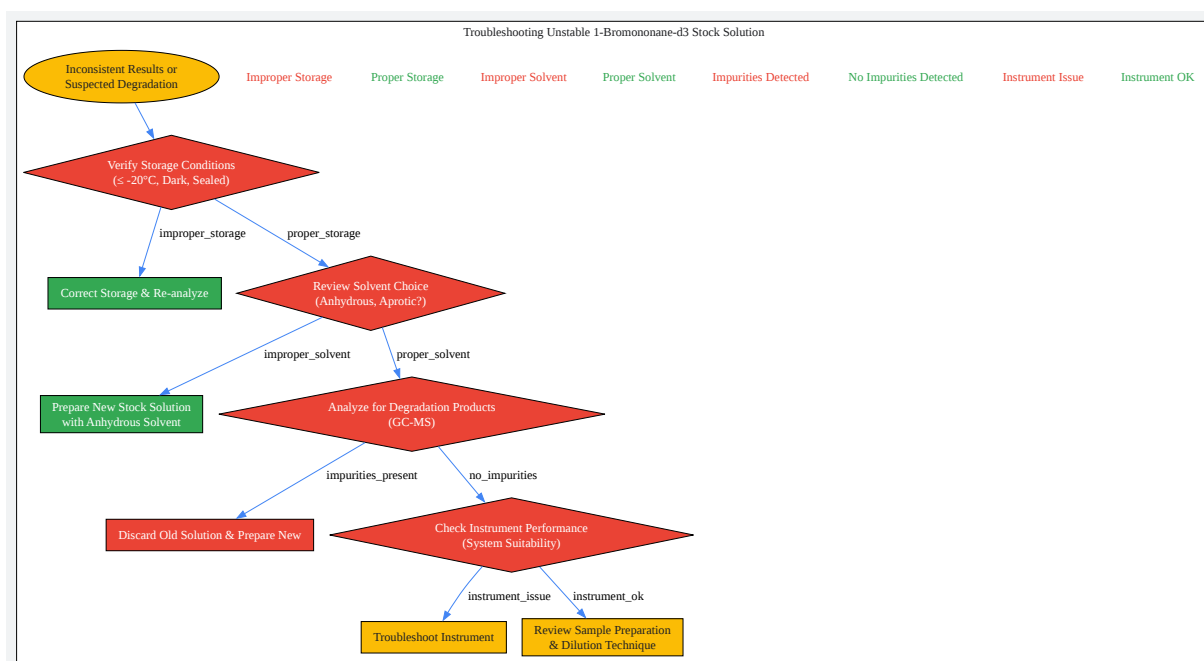 Troubleshooting Unstable 1-Bromononane-d3 Stock Solution
Inconsistent Results or
Suspected Degradation
Improper Storage
Proper Storage
Improper Solvent
Proper Solvent
Impurities Detected
No Impurities Detected
Instrument Issue
Instrument OK
Verify Storage Conditions
(≤ -20°C, Dark, Sealed)
improper_storage
proper_storage
Correct Storage & Re-analyze
Review Solvent Choice
(Anhydrous, Aprotic?)
improper_solvent
proper_solvent
Prepare New Stock Solution
with Anhydrous Solvent
Analyze for Degradation Products
(GC-MS)
impurities_present
no_impurities
Discard Old Solution & Prepare New
Check Instrument Performance
(System Suitability)
instrument_issue
instrument_ok
Troubleshoot Instrument
Review Sample Preparation
& Dilution Technique